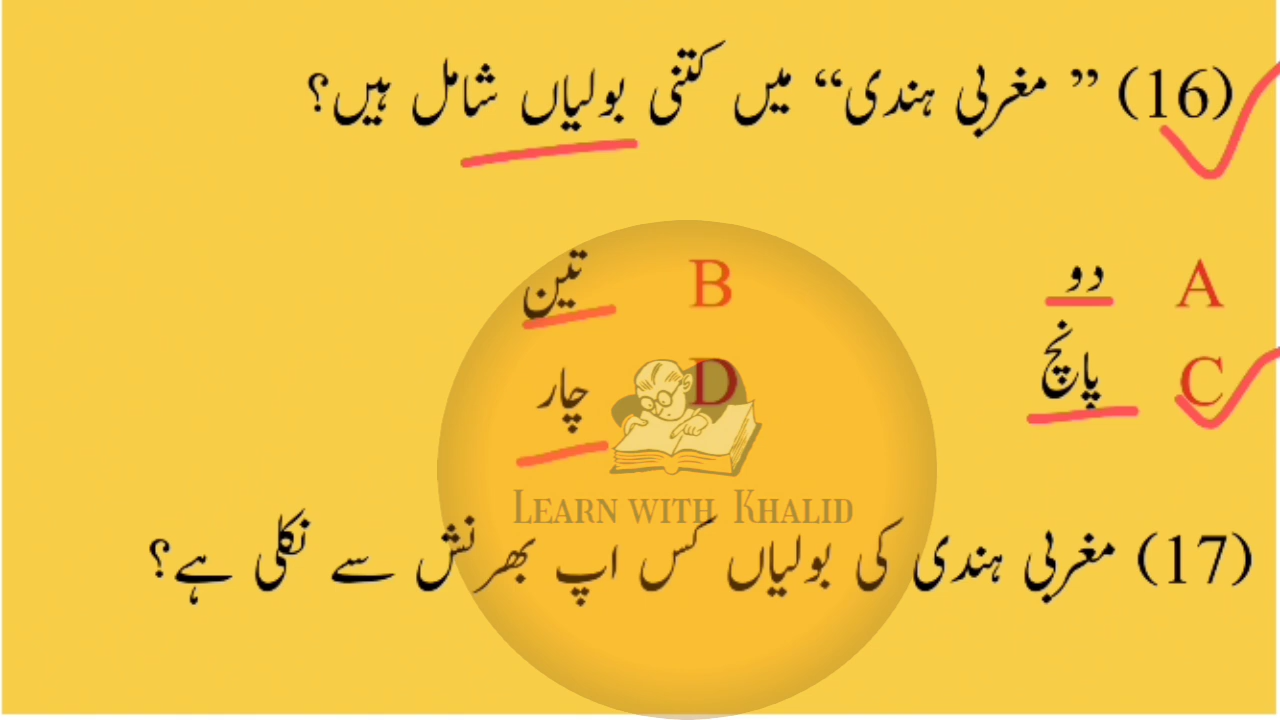 (16) ” مغربی ہندی“ میں کتنی بولیاں شامل ہیں؟
A دو B تین
C پانچ D چار
LEARN WITH KHALID
(17) مغربی ہندی کی بولیاں کس اپ بھرنش سے نکلی ہے؟